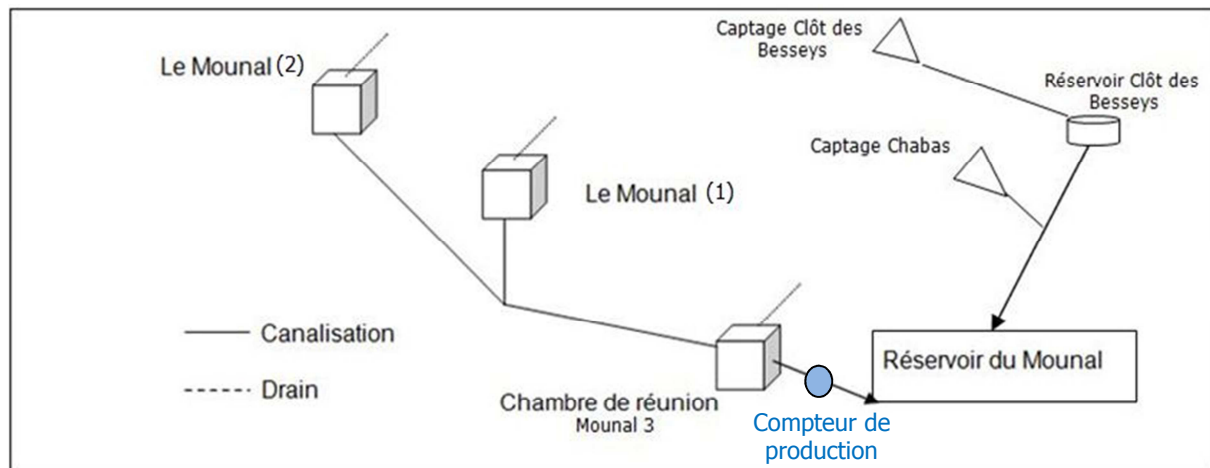 Captage Clôt des
Besseys
Le Mounal (2)
Réservoir Clôt des
Besseys
Captage Chabas
Le Mounal (1)
Canalisation
Réservoir du Mounal
Drain
Chambre de réunion
Mounal 3
Compteur de
production